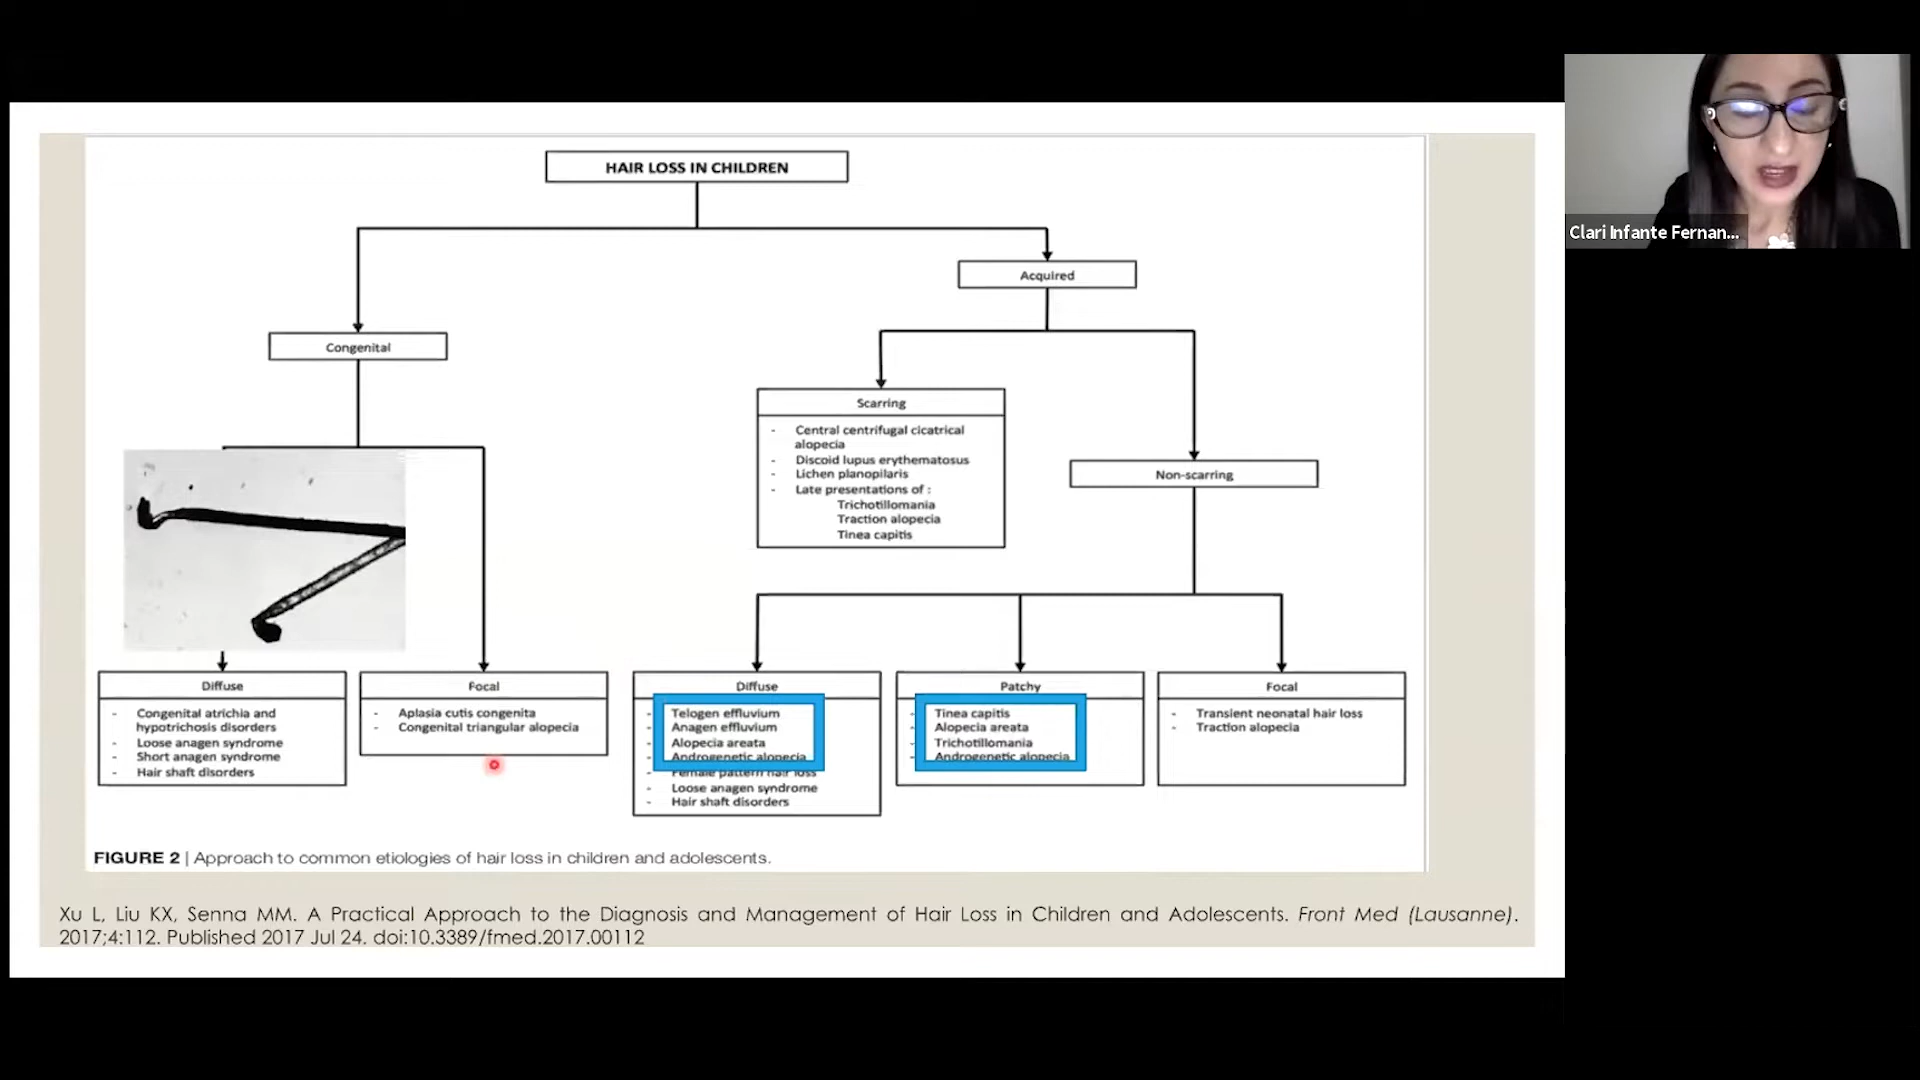 HAIR LOSS IN CHILDREN
Clari Infante Fernan...
Acquired
Congenital
Scarring
- Central centrifugal cicatrical
alopecia
- Discoid lupus erythematosus
- Lichen planopilaris
- Late presentations of :
Trichotillomania
Traction alopecia
Tinea capitis
Non-scarring
Diffuse
- Congenital atrichia and
hypotrichosis disorders
- Loose anagen syndrome
- Short anagen syndrome
- Hair shaft disorders
Focal
- Aplasia cutis congenita
- Congenital triangular alopecia
Diffuse
- Telogen effluvium
- Anagen effluvium
- Alopecia areata
- Androgenetic alopecia
- Female pattern hair loss
- Loose anagen syndrome
- Hair shaft disorders
Patchy
- Tinea capitis
- Alopecia areata
- Trichotillomania
- Androgenetic alopecia
Focal
- Transient neonatal hair loss
- Traction alopecia
FIGURE 2 | Approach to common etiologies of hair loss in children and adolescents.
Xu L, Liu KX, Senna MM. A Practical Approach to the Diagnosis and Management of Hair Loss in Children and Adolescents. Front Med (Lausanne).
2017;4:112. Published 2017 Jul 24. doi:10.3389/fmed.2017.00112